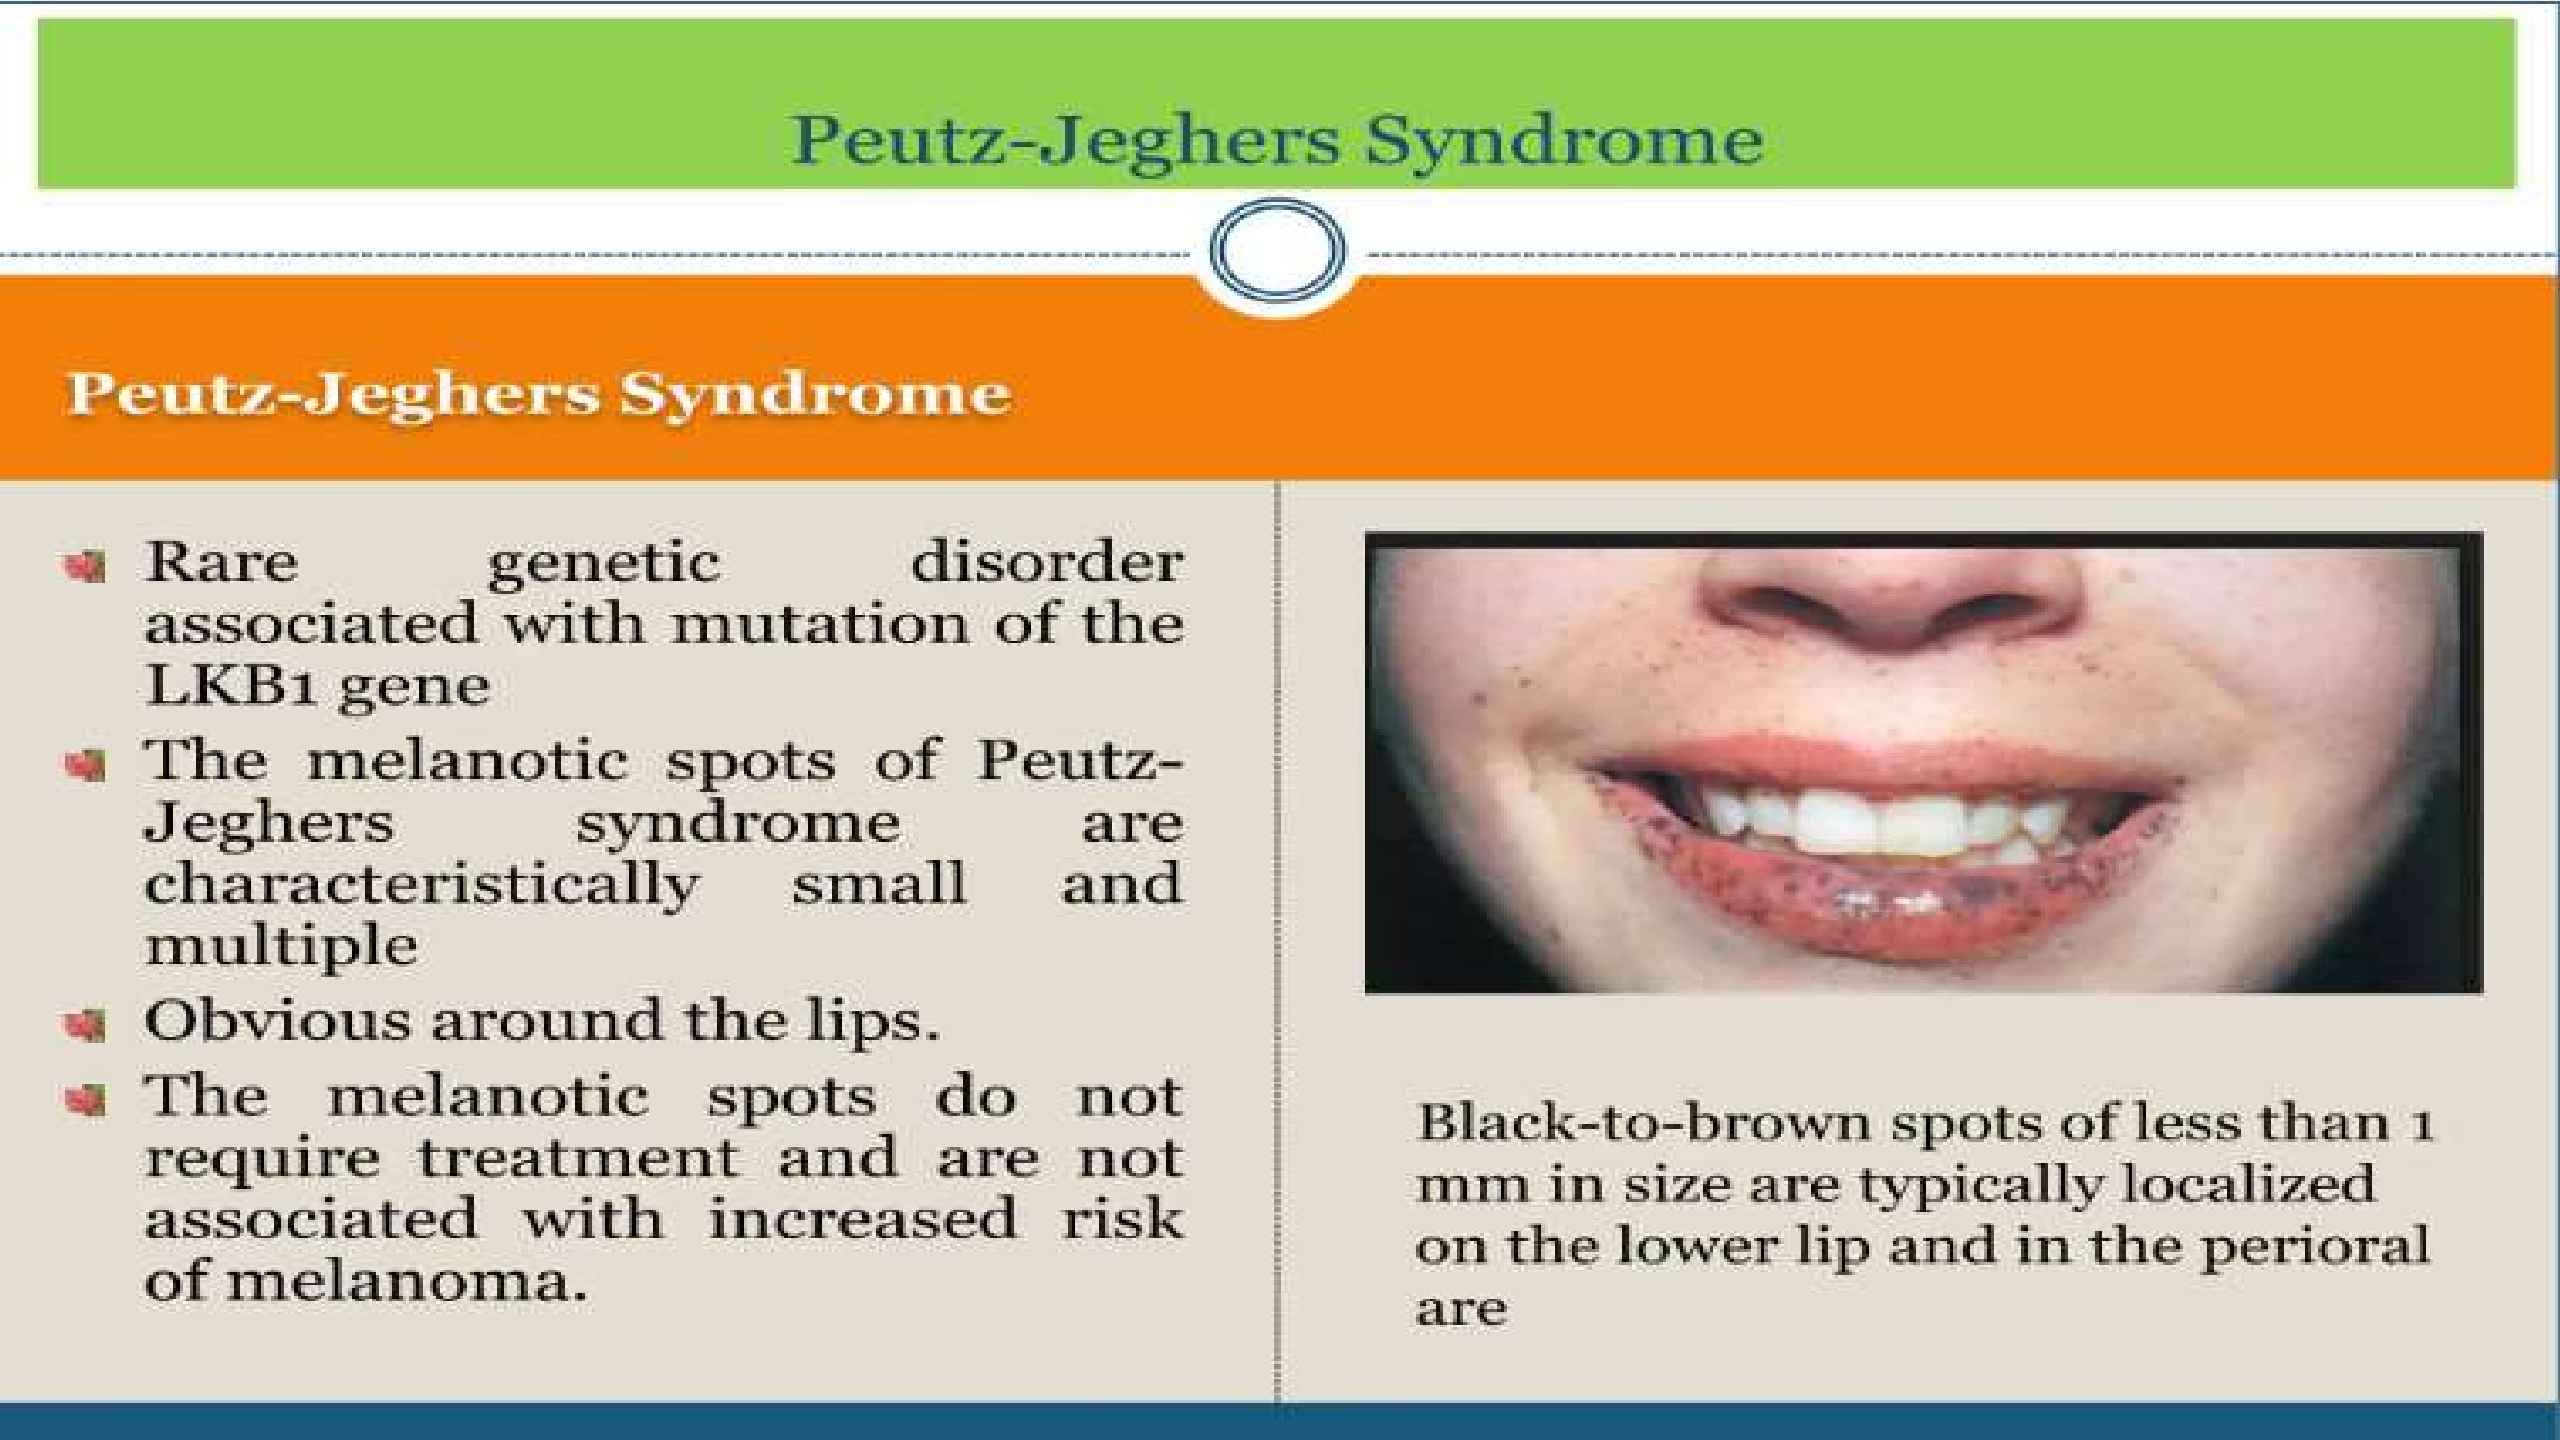 Peutz-Jeghers Syndrome
Peutz-Jeghers Syndrome
Rare genetic disorder
associated with mutation of the
LKB1 gene
The melanotic spots of Peutz-
Jeghers syndrome are
characteristically small and
multiple
Obvious around the lips.
The melanotic spots do not
require treatment and are not
associated with increased risk
of melanoma.
Black-to-brown spots of less than 1
mm in size are typically localized
on the lower lip and in the perioral
are